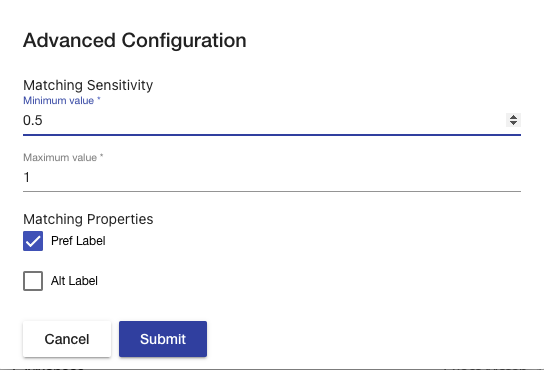 Advanced Configuration
Matching Sensitivity
Minimum value *
0.5
Maximum value *
1
Matching Properties
Pref Label
Alt Label
Cancel
Submit